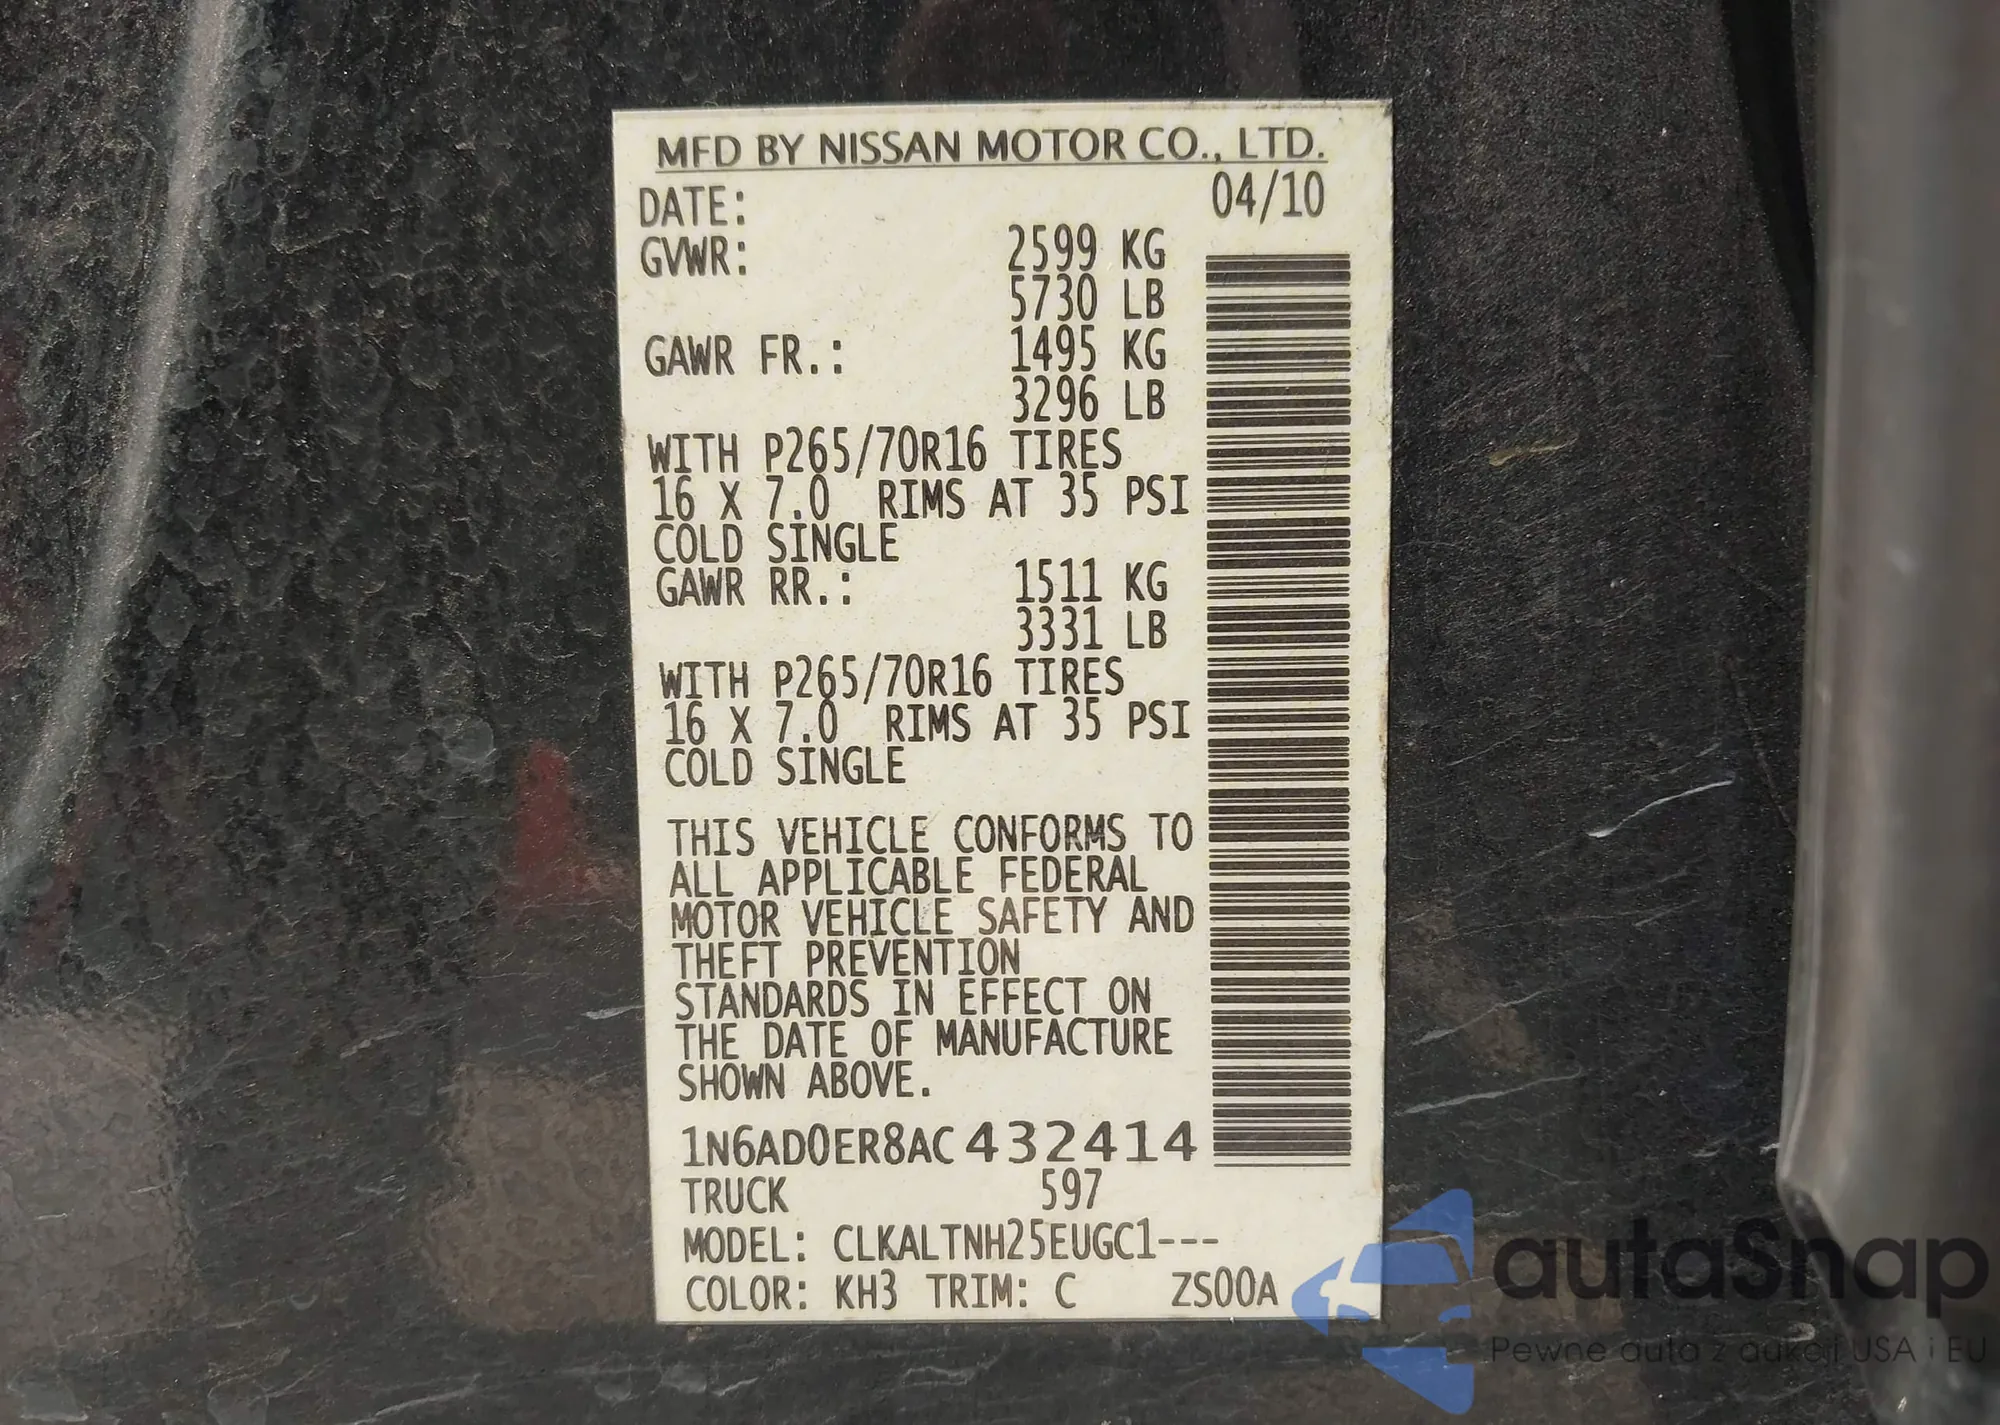 MFD BY NISSAN MOTOR CO., LTD.
DATE: 04/10
GVWR: 2599 KG
5730 LB
GAWR FR.: 1495 KG
3296 LB
WITH P265/70R16 TIRES
16 X 7.0 RIMS AT 35 PSI
COLD SINGLE
GAWR RR.: 1511 KG
3331 LB
WITH P265/70R16 TIRES
16 X 7.0 RIMS AT 35 PSI
COLD SINGLE
THIS VEHICLE CONFORMS TO
ALL APPLICABLE FEDERAL
MOTOR VEHICLE SAFETY AND
THEFT PREVENTION
STANDARDS IN EFFECT ON
THE DATE OF MANUFACTURE
SHOWN ABOVE.
1N6AD0ER8AC432414
TRUCK 597
MODEL: CLKALTNH25EUGC1---
COLOR: KH3 TRIM: C ZS00A
autaSnap
Pewne auta z aukcji USA i EU